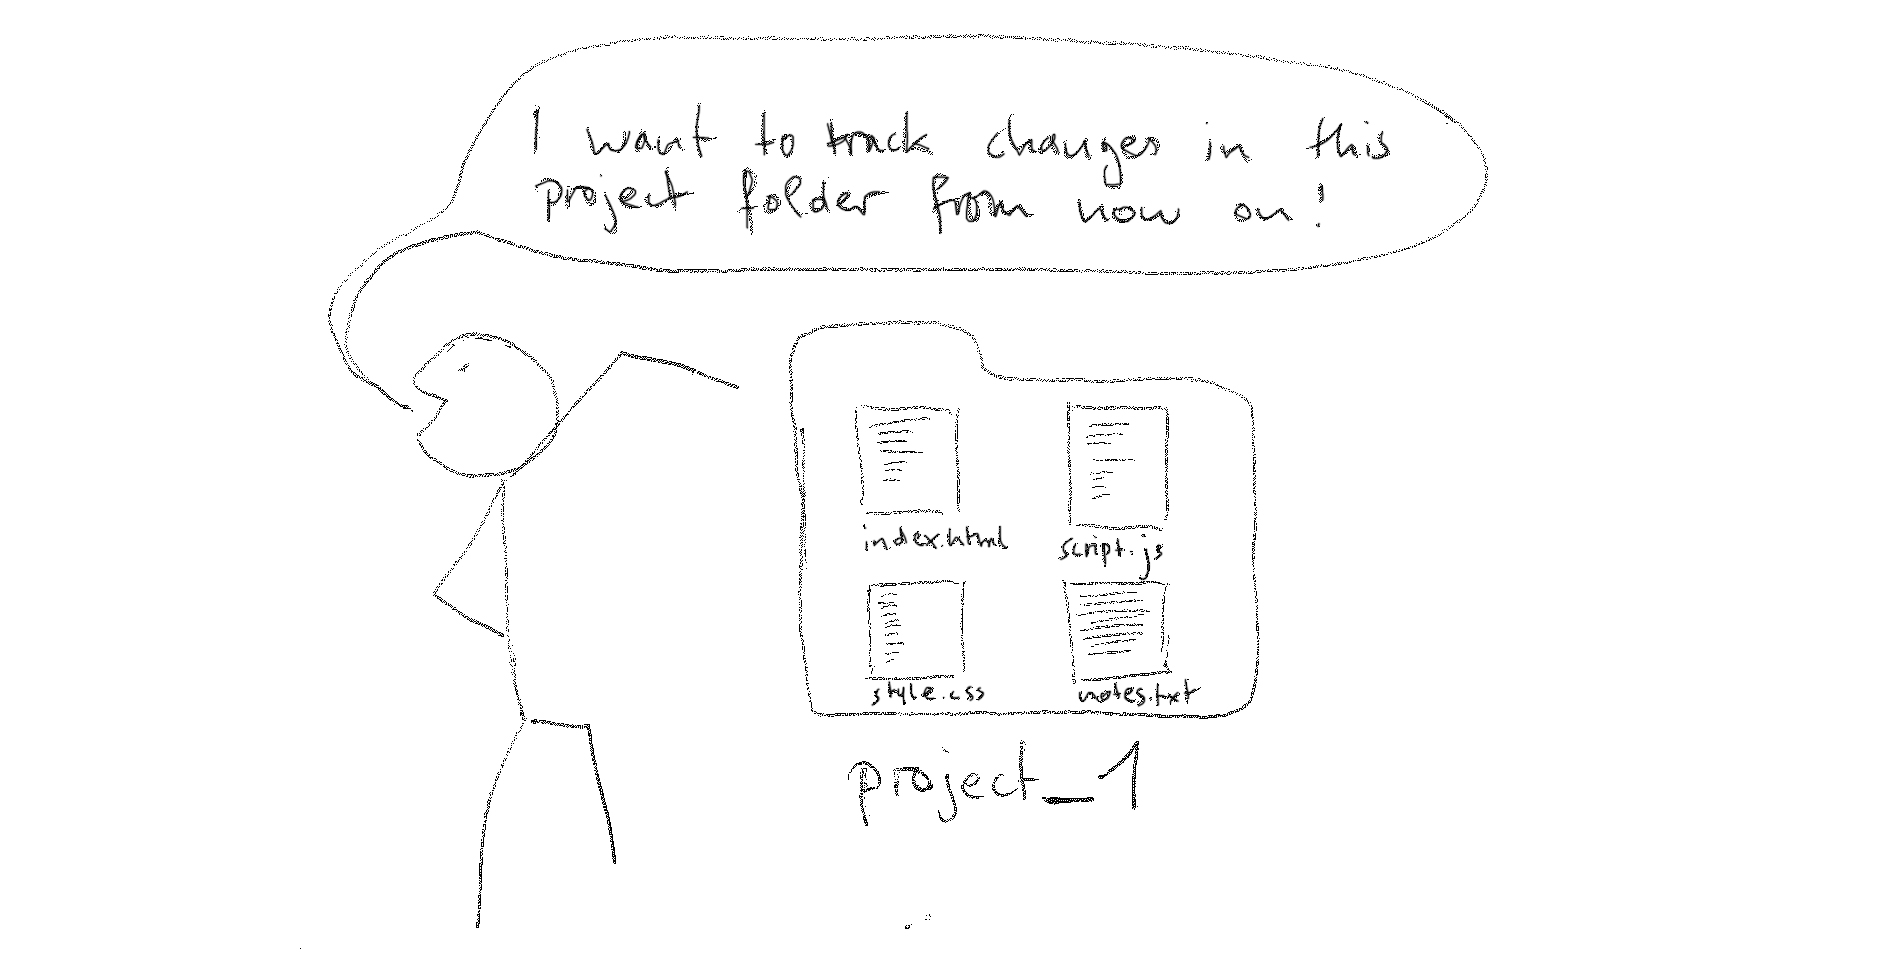 I want to track changes in this
project folder from now on!
index.html
script.js
style.css
notes.txt
project_1